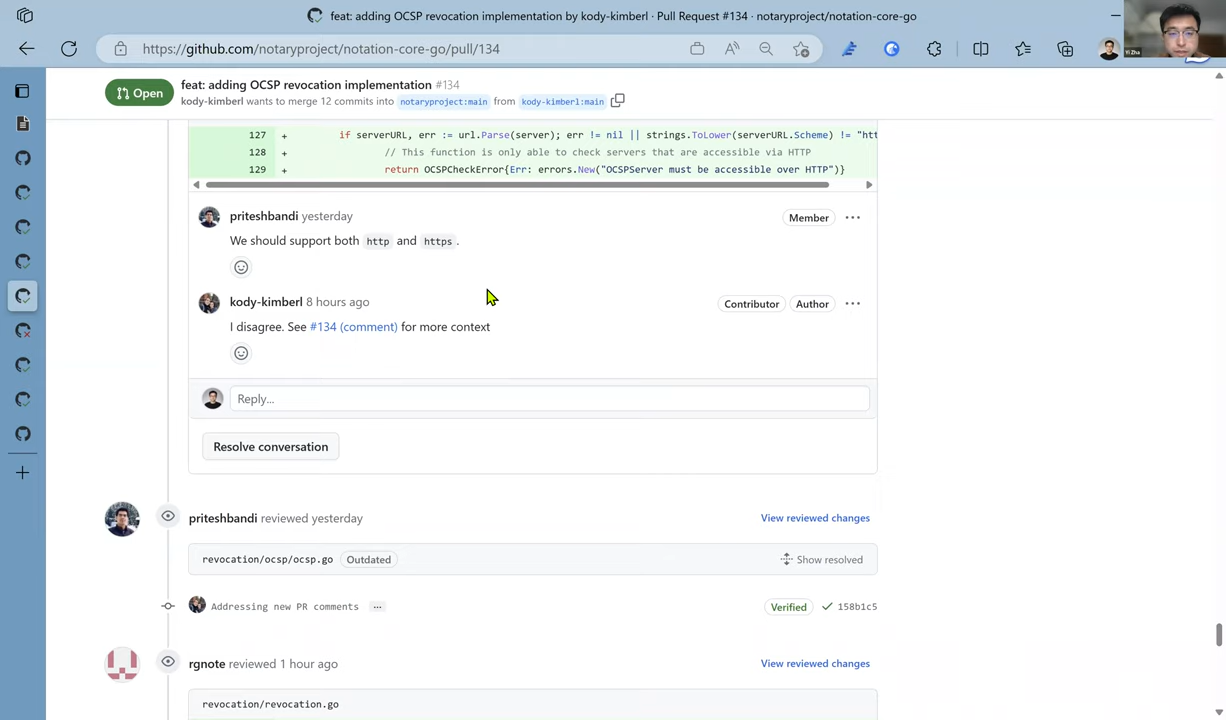 feat: adding OCSP revocation implementation by kody-kimberl · Pull Request #134 · notaryproject/notation-core-go
https://github.com/notaryproject/notation-core-go/pull/134
Yi Zha
Open
feat: adding OCSP revocation implementation #134
kody-kimberl wants to merge 12 commits into notaryproject:main from kody-kimberl:main
127 + if serverURL, err := url.Parse(server); err != nil || strings.ToLower(serverURL.Scheme) != "htt
128 + // This function is only able to check servers that are accessible via HTTP
129 + return OCSPCheckError{Err: errors.New("OCSPServer must be accessible over HTTP")}
priteshbandi yesterday
Member
We should support both http and https.
kody-kimberl 8 hours ago
Contributor Author
I disagree. See #134 (comment) for more context
Reply...
Resolve conversation
priteshbandi reviewed yesterday
View reviewed changes
revocation/ocsp/ocsp.go Outdated
Show resolved
Addressing new PR comments ...
Verified 158b1c5
rgnote reviewed 1 hour ago
View reviewed changes
revocation/revocation.go